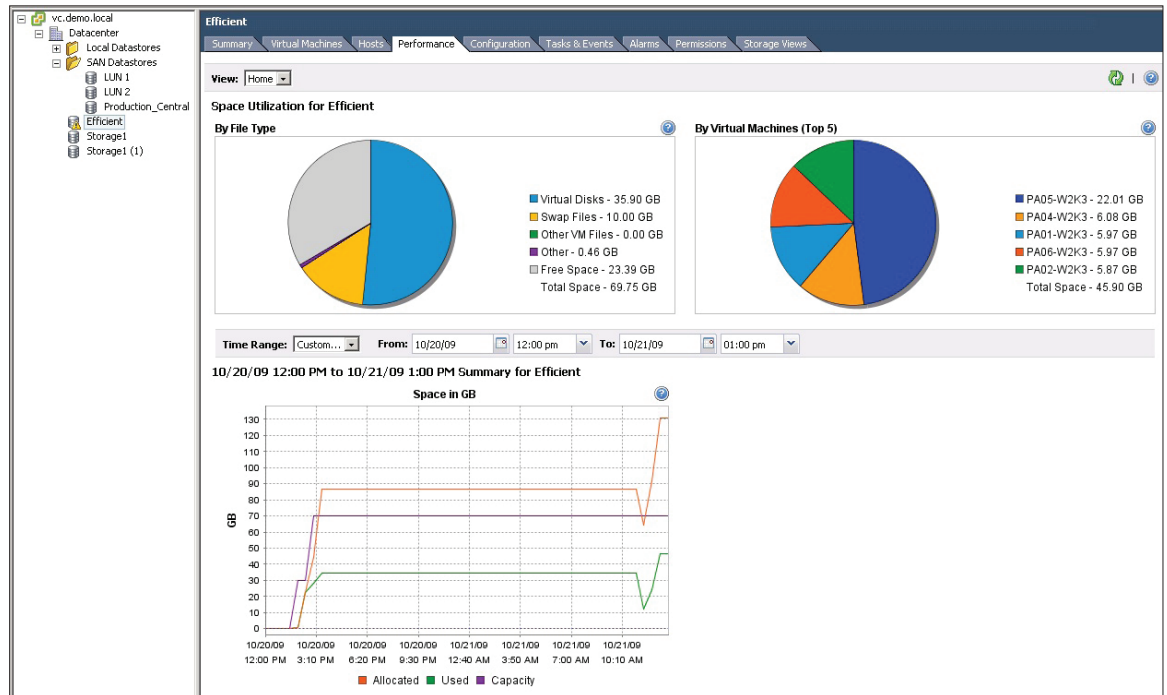 vc.demo.local
Datacenter
Local Datastores
SAN Datastores
LUN 1
LUN 2
Production_Central
Efficient
Storage1
Storage1 (1)
Efficient
Summary Virtual Machines Hosts Performance Configuration Tasks & Events Alarms Permissions Storage Views
View: Home
Space Utilization for Efficient
By File Type
Virtual Disks - 35.90 GB
Swap Files - 10.00 GB
Other VM Files - 0.00 GB
Other - 0.46 GB
Free Space - 23.39 GB
Total Space - 69.75 GB
By Virtual Machines (Top 5)
PA05-W2K3 - 22.01 GB
PA04-W2K3 - 6.08 GB
PA01-W2K3 - 5.97 GB
PA06-W2K3 - 5.97 GB
PA02-W2K3 - 5.87 GB
Total Space - 45.90 GB
Time Range: Custom... From: 10/20/09 12:00 pm To: 10/21/09 01:00 pm
10/20/09 12:00 PM to 10/21/09 1:00 PM Summary for Efficient
Space in GB
130
120
110
100
90
80
70
60
50
40
30
20
10
0
GB
10/20/09 10/20/09 10/20/09 10/20/09 10/21/09 10/21/09 10/21/09 10/21/09
12:00 PM 3:10 PM 6:20 PM 9:30 PM 12:40 AM 3:50 AM 7:00 AM 10:10 AM
Allocated Used Capacity